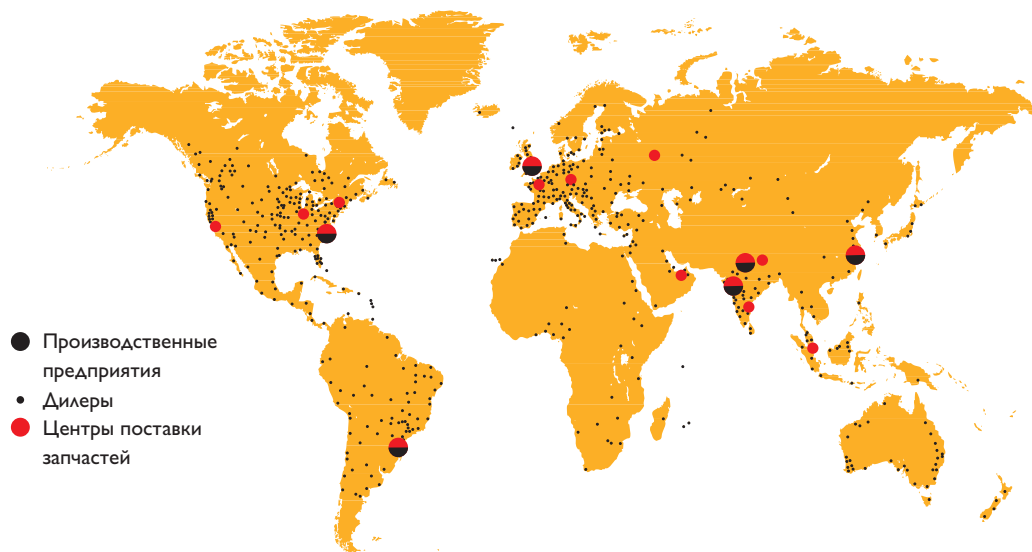 Производственные
предприятия
Дилеры
Центры поставки
запчастей